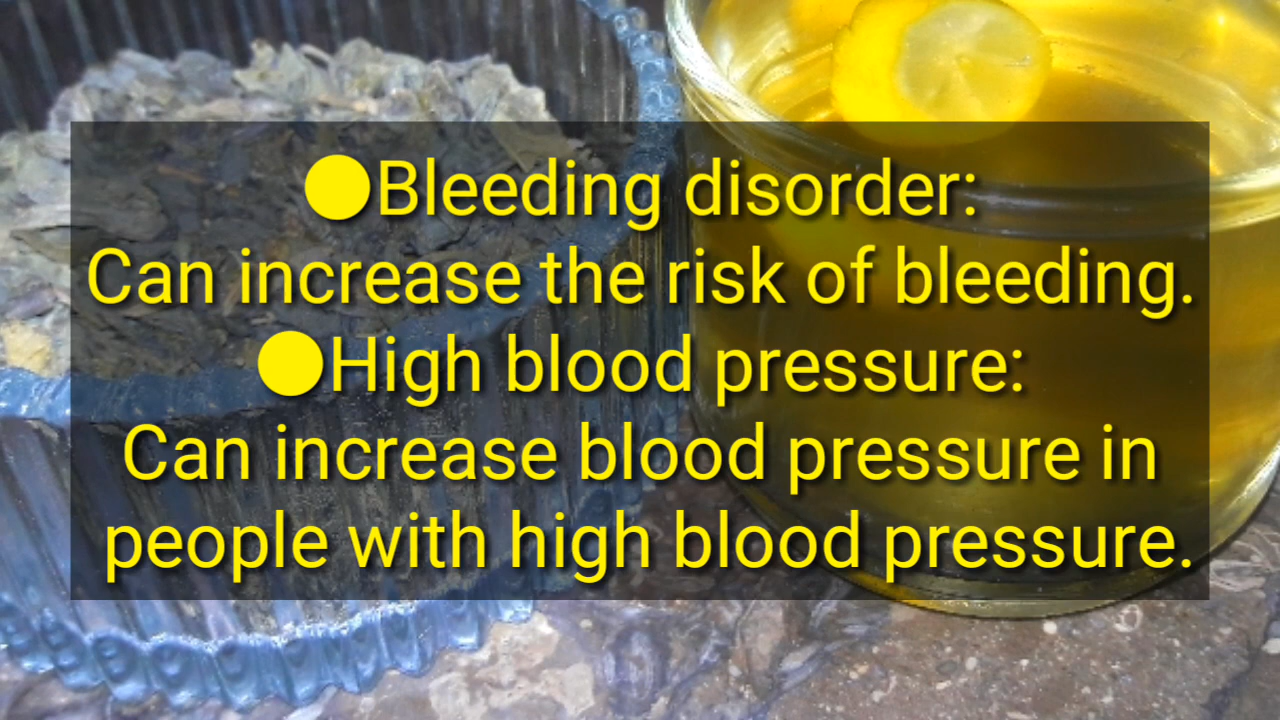 ●Bleeding disorder:
Can increase the risk of bleeding.
●High blood pressure:
Can increase blood pressure in
people with high blood pressure.